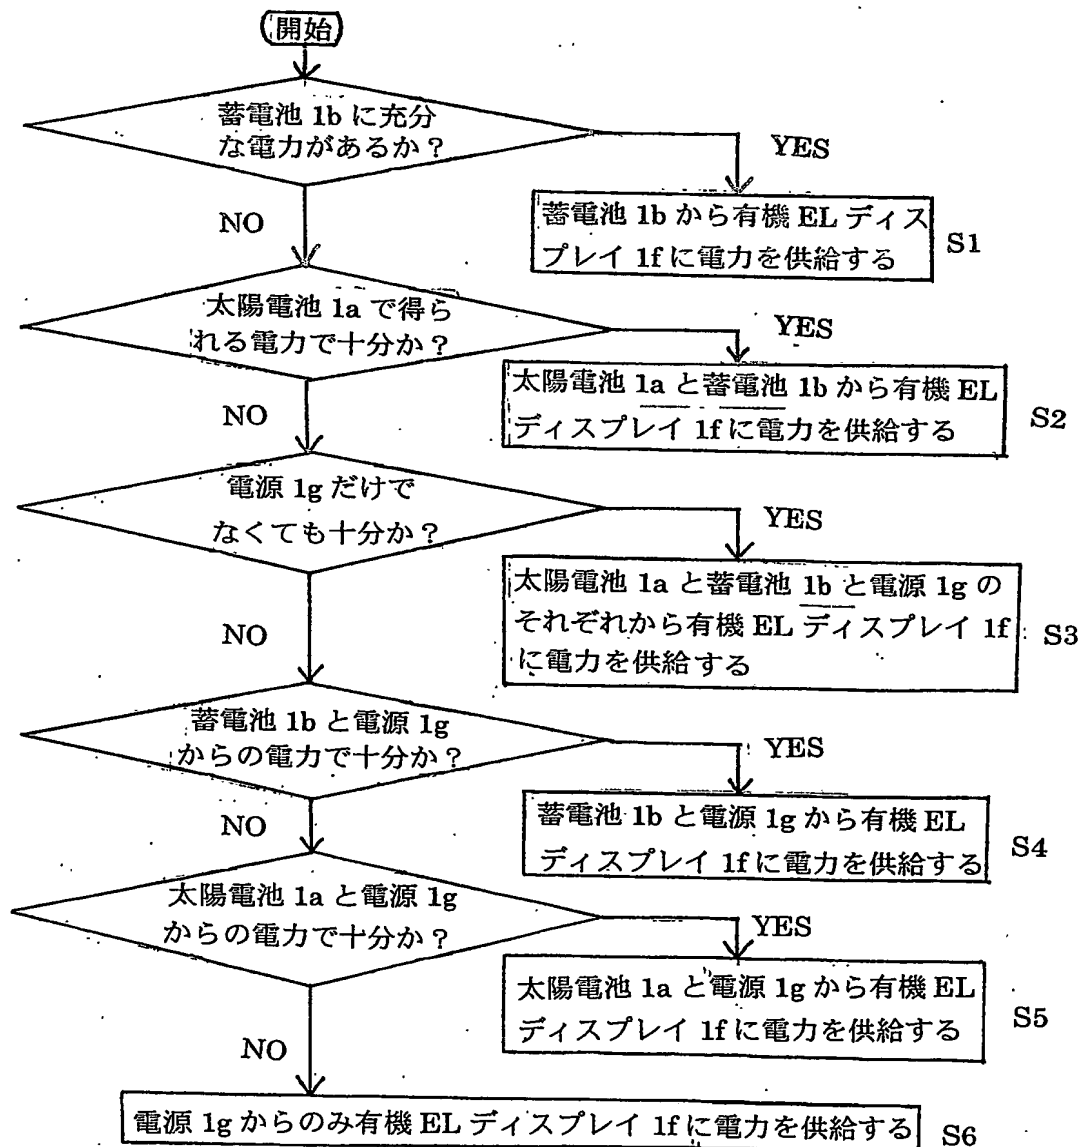 開始
蓄電池 1b に充分
な電力があるか？
YES
NO
蓄電池 1b から有機 EL ディス
プレイ 1f に電力を供給する
S1
太陽電池 1a で得ら
れる電力で十分か？
YES
NO
太陽電池 1a と蓄電池 1b から有機 EL
ディスプレイ 1f に電力を供給する
S2
電源 1g だけで
なくても十分か？
YES
NO
太陽電池 1a と蓄電池 1b と電源 1g の
それぞれから有機 EL ディスプレイ 1f
に電力を供給する
S3
蓄電池 1b と電源 1g
からの電力で十分か？
YES
NO
蓄電池 1b と電源 1g から有機 EL
ディスプレイ 1f に電力を供給する
S4
太陽電池 1a と電源 1g
からの電力で十分か？
YES
NO
太陽電池 1a と電源 1g から有機 EL
ディスプレイ 1f に電力を供給する
S5
電源 1g からのみ有機 EL ディスプレイ 1f に電力を供給する
S6